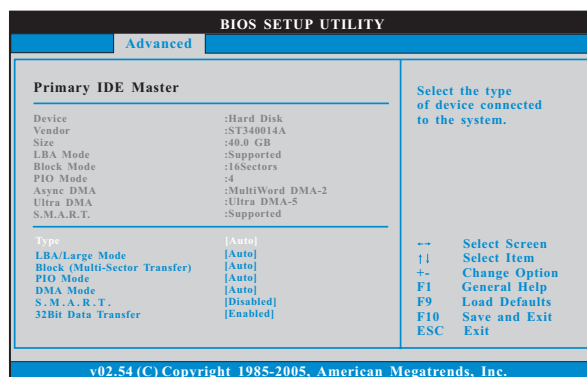 BIOS SETUP UTILITY
Advanced
Primary IDE Master
Device :Hard Disk
Vendor :ST340014A
Size :40.0 GB
LBA Mode :Supported
Block Mode :16Sectors
PIO Mode :4
Async DMA :MultiWord DMA-2
Ultra DMA :Ultra DMA-5
S.M.A.R.T. :Supported
Type [Auto]
LBA/Large Mode [Auto]
Block (Multi-Sector Transfer) [Auto]
PIO Mode [Auto]
DMA Mode [Auto]
S.M.A.R.T. [Disabled]
32Bit Data Transfer [Enabled]
Select the type
of device connected
to the system.
↔ Select Screen
↑↓ Select Item
+- Change Option
F1 General Help
F9 Load Defaults
F10 Save and Exit
ESC Exit
v02.54 (C) Copyright 1985-2005, American Megatrends, Inc.